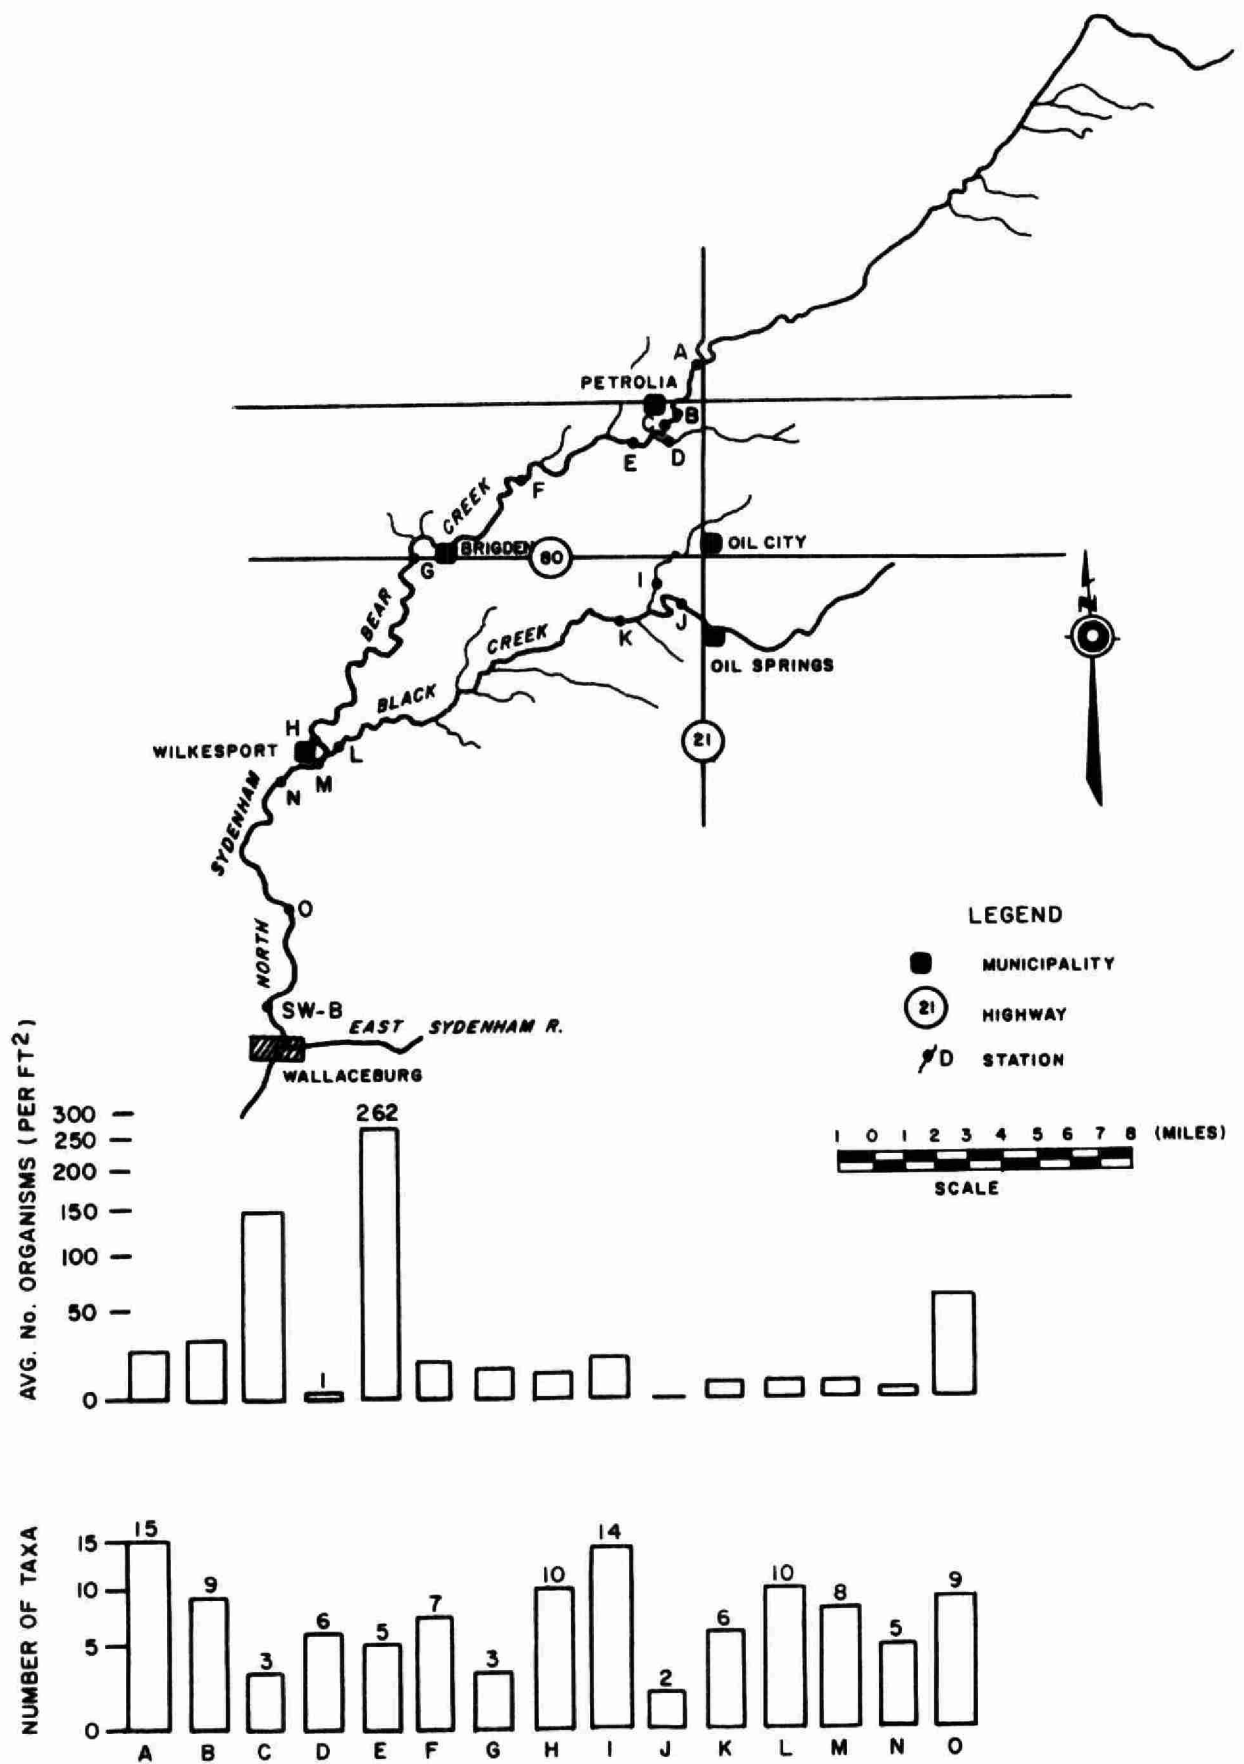 A
PETROLIA
B
C
E
D
F
CREEK
BRIGDEN
80
OIL CITY
G
I
BEAR
J
K
CREEK
OIL SPRINGS
BLACK
N
H
WILKESPORT
L
M
N
21
SYDENHAM
O
NORTH
SW-B
EAST SYDENHAM R.
WALLACEBURG
LEGEND
MUNICIPALITY
21 HIGHWAY
D STATION
1 0 1 2 3 4 5 6 7 8 (MILES)
SCALE
AVG. No. ORGANISMS (PER FT2)
300
250
200
150
100
50
0
262
1
NUMBER OF TAXA
15
10
5
0
15 9 3 6 5 7 3 10 14 2 6 10 8 5 9
A B C D E F G H I J K L M N O